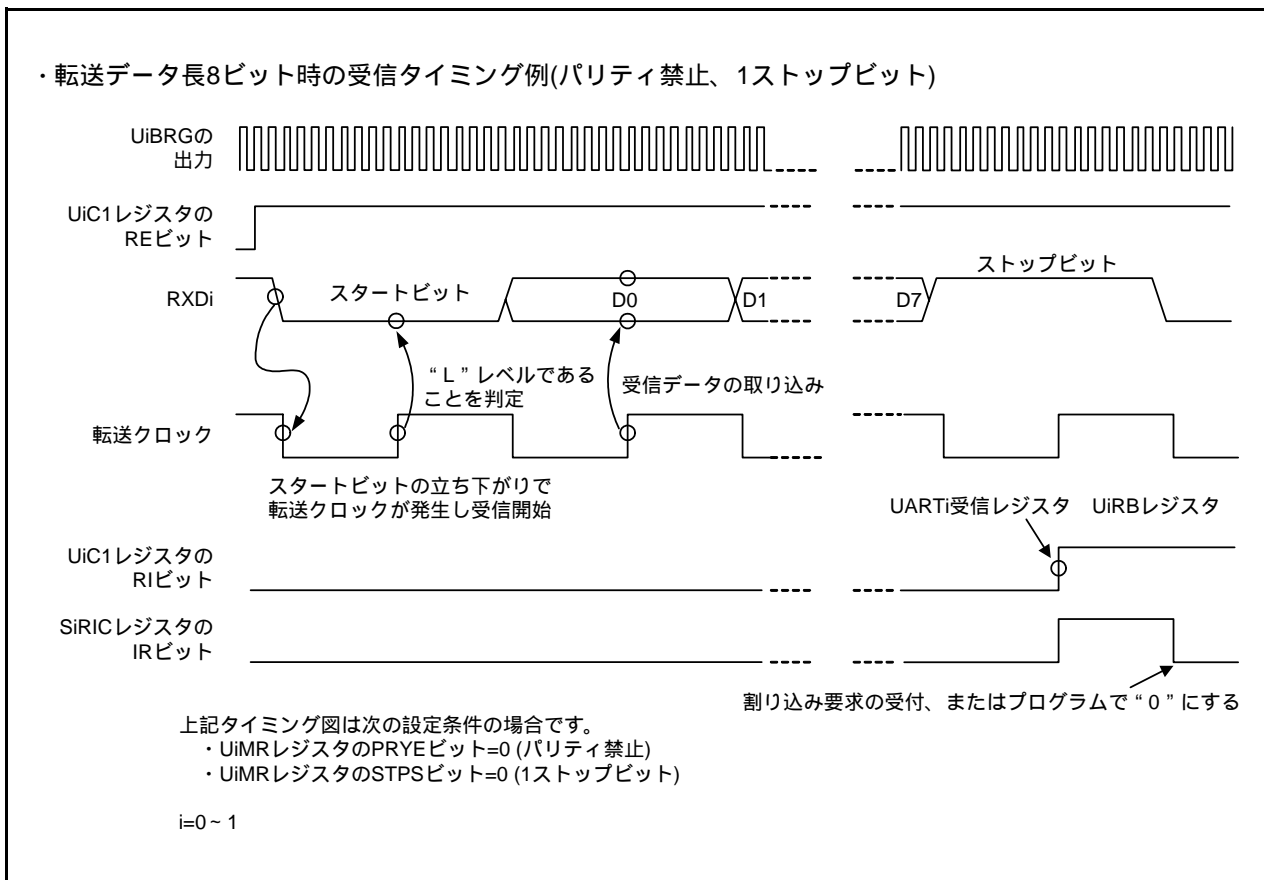 ・転送データ長8ビット時の受信タイミング例(パリティ禁止、1ストップビット)
UiBRGの
出力
UiC1レジスタの
REビット
RXDi
スタートビット
D0
D1
D7
ストップビット
“L”レベルである
ことを判定
受信データの取り込み
転送クロック
スタートビットの立ち下がりで
転送クロックが発生し受信開始
UARTi受信レジスタ UiRBレジスタ
UiC1レジスタの
RIビット
SiRICレジスタの
IRビット
割り込み要求の受付、またはプログラムで“0”にする
上記タイミング図は次の設定条件の場合です。
・UiMRレジスタのPRYEビット=0 (パリティ禁止)
・UiMRレジスタのSTPSビット=0 (1ストップビット)
i=0~1